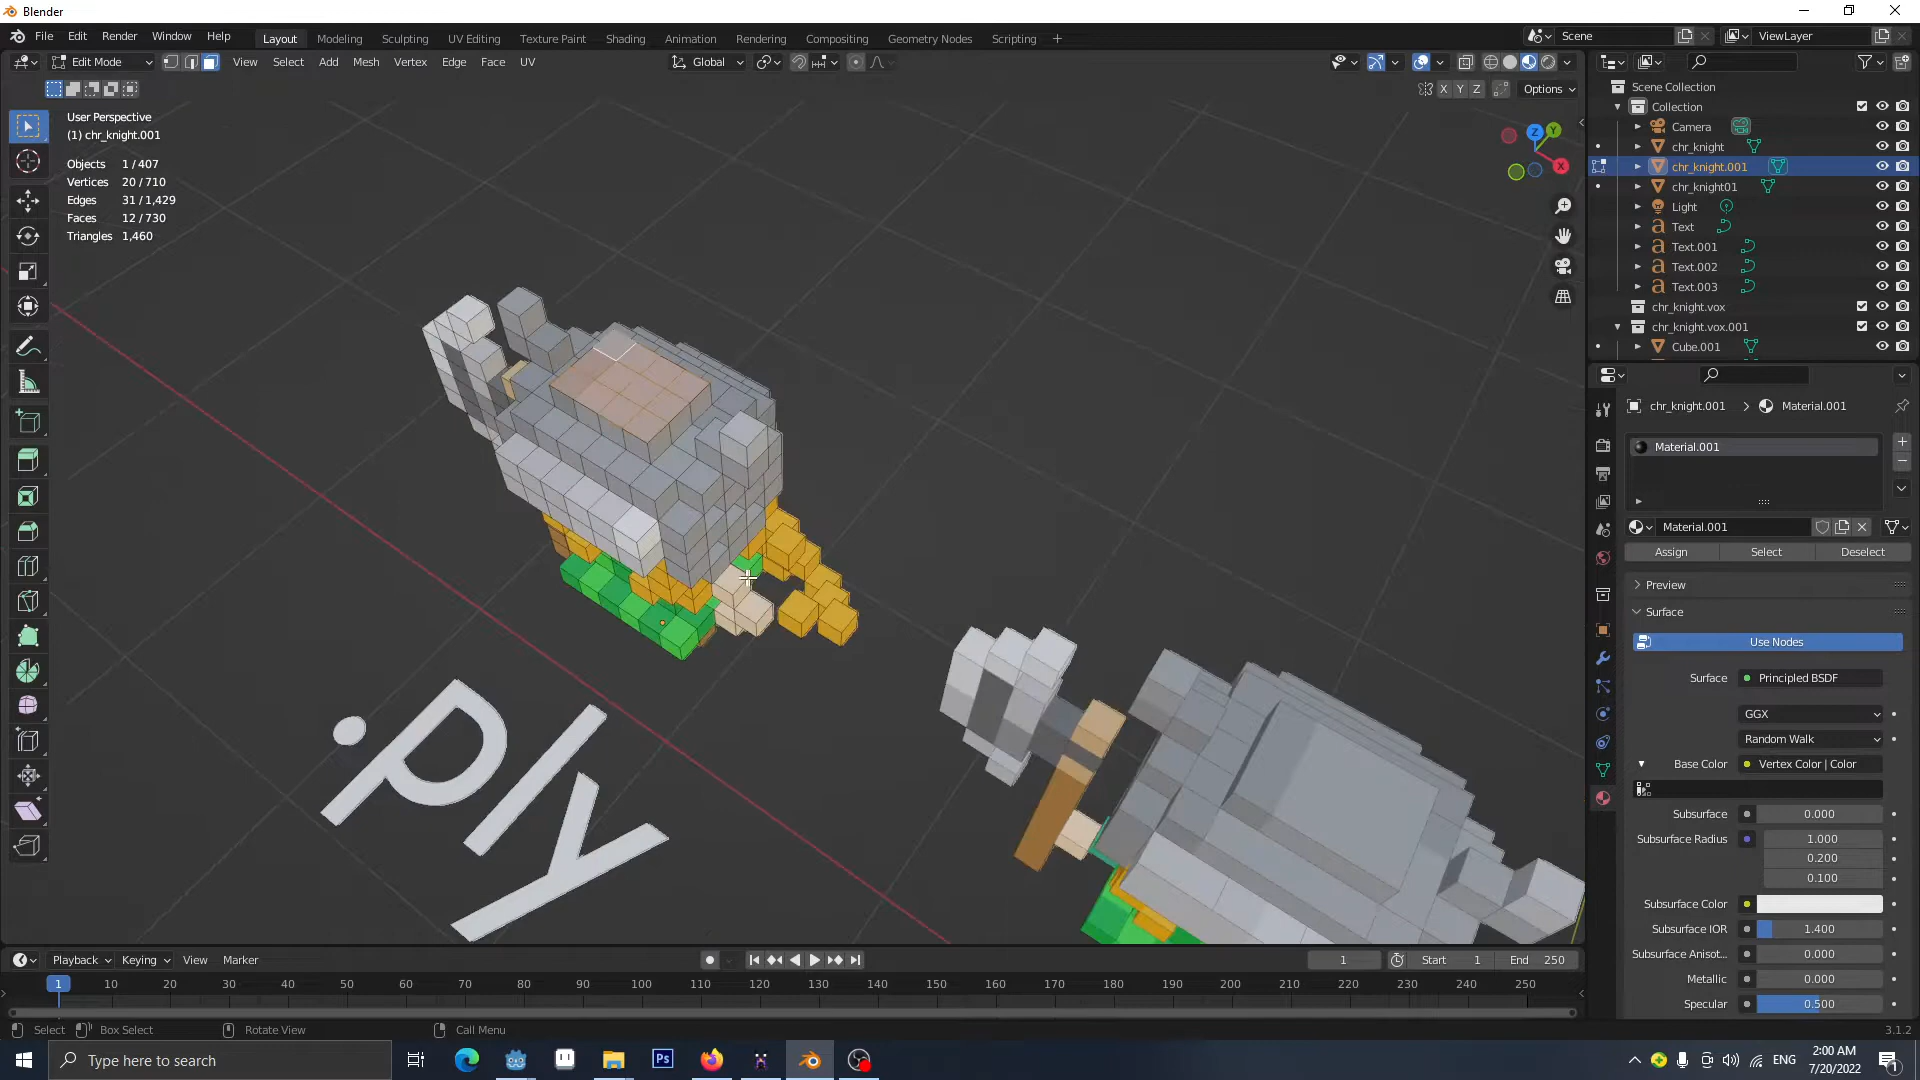 Blender
File Edit Render Window Help
Layout Modeling Sculpting UV Editing Texture Paint Shading Animation Rendering Compositing Geometry Nodes Scripting +
Scene
ViewLayer
Edit Mode
View Select Add Mesh Vertex Edge Face UV
Global
X Y Z
Options
User Perspective
(1) chr_knight.001
Objects 1 / 407
Vertices 20 / 710
Edges 31 / 1,429
Faces 12 / 730
Triangles 1,460
Z
Y
X
Scene Collection
Collection
Camera
chr_knight
chr_knight.001
chr_knight01
Light
Text
Text.001
Text.002
Text.003
chr_knight.vox
chr_knight.vox.001
Cube.001
chr_knight.001 > Material.001
Material.001
Material.001
Assign Select Deselect
Preview
Surface
Use Nodes
Surface Principled BSDF
GGX
Random Walk
Base Color Vertex Color | Color
Subsurface 0.000
Subsurface Radius 1.000
0.200
0.100
Subsurface Color
Subsurface IOR 1.400
Subsurface Anisot... 0.000
Metallic 0.000
Specular 0.500
.ply
Playback Keying View Marker
1
Start 1
End 250
1 10 20 30 40 50 60 70 80 90 100 110 120 130 140 150 160 170 180 190 200 210 220 230 240 250
Select Box Select Rotate View Call Menu
3.1.2
Type here to search
Ps
ENG
2:00 AM
7/20/2022
1